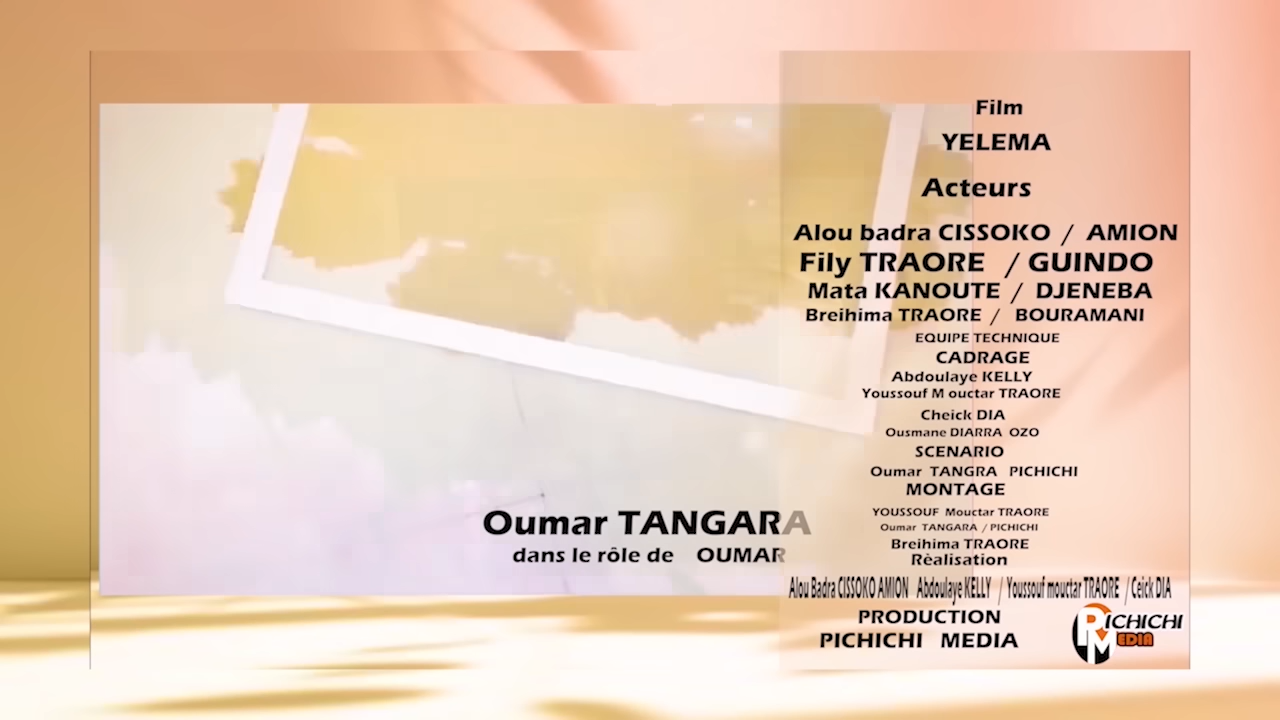 Film
YELEMA
Acteurs
Alou badra CISSOKO / AMION
Fily TRAORE / GUINDO
Mata KANOUTE / DJENEBA
Breihima TRAORE / BOURAMANI
EQUIPE TECHNIQUE
CADRAGE
Abdoulaye KELLY
Youssouf M ouctar TRAORE
Cheick DIA
Ousmane DIARRA OZO
SCENARIO
Oumar TANGRA PICHICHI
MONTAGE
YOUSSOUF Mouctar TRAORE
Oumar TANGARA / PICHICHI
Breihima TRAORE
Rèalisation
Alou Badra CISSOKO AMION Abdoulaye KELLY / Youssouf mouctar TRAORE / Ceick DIA
PRODUCTION
PICHICHI MEDIA
PICHICHI
MEDIA
Oumar TANGARA
dans le rôle de OUMAR